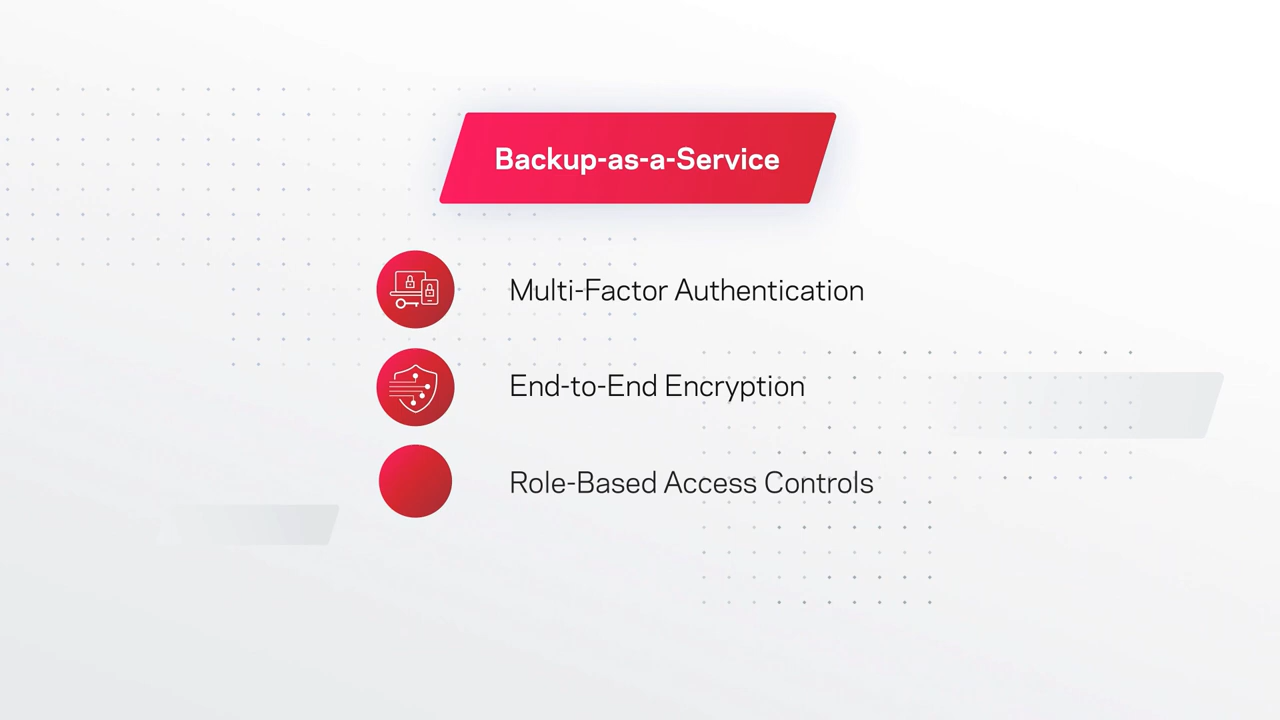 Backup-as-a-Service
Multi-Factor Authentication
End-to-End Encryption
Role-Based Access Controls